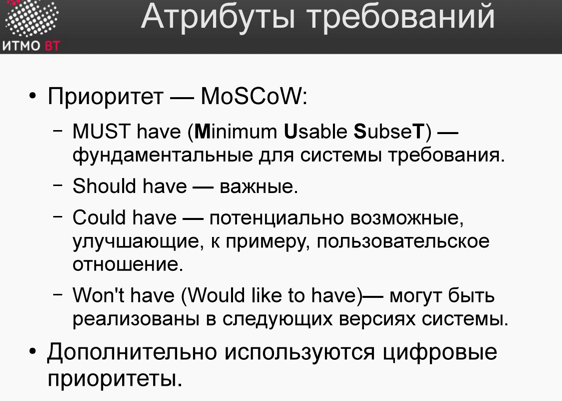 Атрибуты требований
ИТМО ВТ
• Приоритет — MoSCoW:
– MUST have (Minimum Usable SubseT) —
фундаментальные для системы требования.
– Should have — важные.
– Could have — потенциально возможные,
улучшающие, к примеру, пользовательское
отношение.
– Won't have (Would like to have)— могут быть
реализованы в следующих версиях системы.
• Дополнительно используются цифровые
приоритеты.